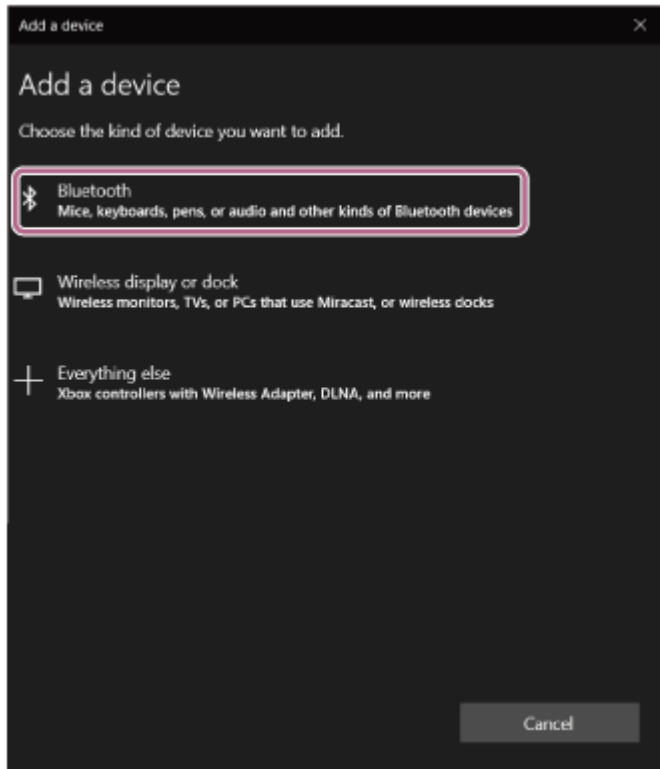 Add a device
Add a device
Choose the kind of device you want to add.
Bluetooth
Mice, keyboards, pens, or audio and other kinds of Bluetooth devices
Wireless display or dock
Wireless monitors, TVs, or PCs that use Miracast, or wireless docks
Everything else
Xbox controllers with Wireless Adapter, DLNA, and more
Cancel